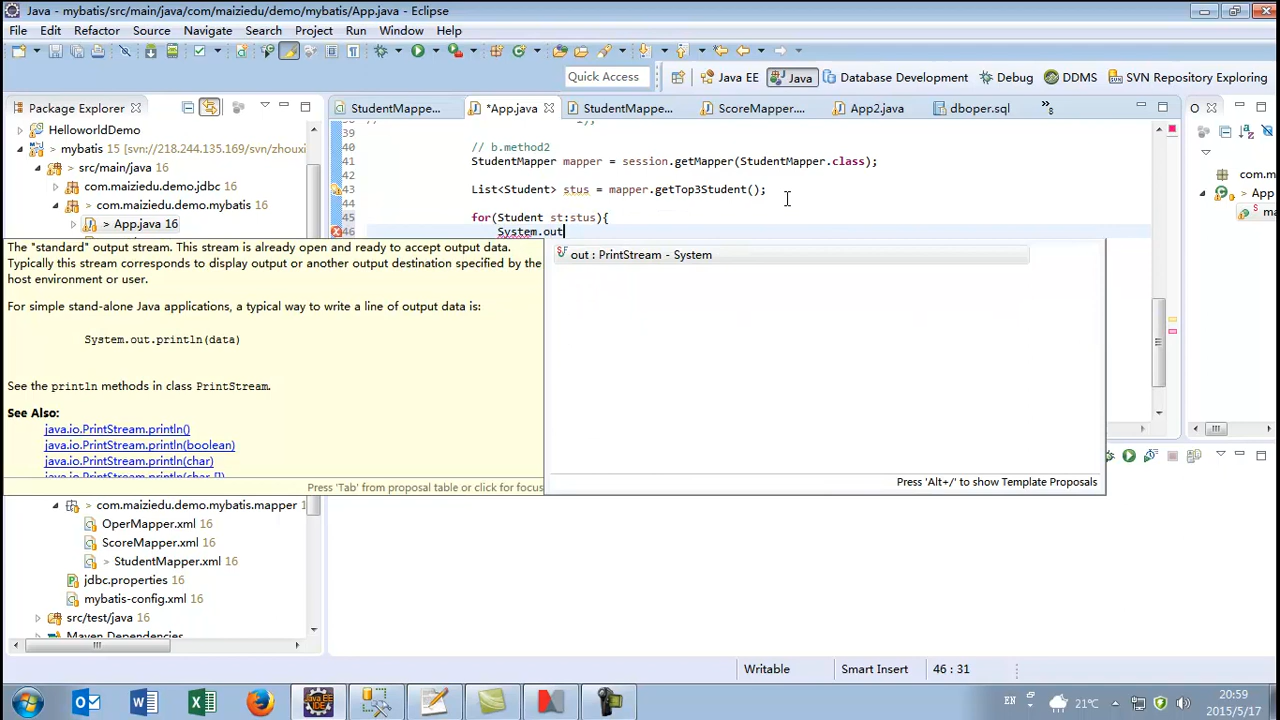 Java - mybatis/src/main/java/com/maiziedu/demo/mybatis/App.java - Eclipse
File Edit Refactor Source Navigate Search Project Run Window Help
Quick Access Java EE Java Database Development Debug DDMS SVN Repository Exploring
Package Explorer StudentMappe... *App.java StudentMappe... ScoreMapper.... App2.java dboper.sql »8 O
HelloworldDemo
mybatis 15 [svn://218.244.135.169/svn/zhouxi
src/main/java
com.maiziedu.demo.jdbc
> com.maiziedu.demo.mybatis
> App.java 16
39
40 // b.method2
41 StudentMapper mapper = session.getMapper(StudentMapper.class);
42
43 List<Student> stus = mapper.getTop3Student();
44
45 for(Student st:stus){
46 System.out
The "standard" output stream. This stream is already open and ready to accept output data.
Typically this stream corresponds to display output or another output destination specified by the
host environment or user.
For simple stand-alone Java applications, a typical way to write a line of output data is:
System.out.println(data)
See the println methods in class PrintStream.
See Also:
java.io.PrintStream.println()
java.io.PrintStream.println(boolean)
java.io.PrintStream.println(char)
java.io.PrintStream.println(char [])
Press 'Tab' from proposal table or click for focus
out : PrintStream - System
Press 'Alt+/' to show Template Proposals
> com.maiziedu.demo.mybatis.mapper 1
OperMapper.xml 16
ScoreMapper.xml 16
> StudentMapper.xml 16
jdbc.properties 16
mybatis-config.xml 16
src/test/java 16
Maven Dependencies
Writable Smart Insert 46 : 31
EN 21℃ 20:59
2015/5/17